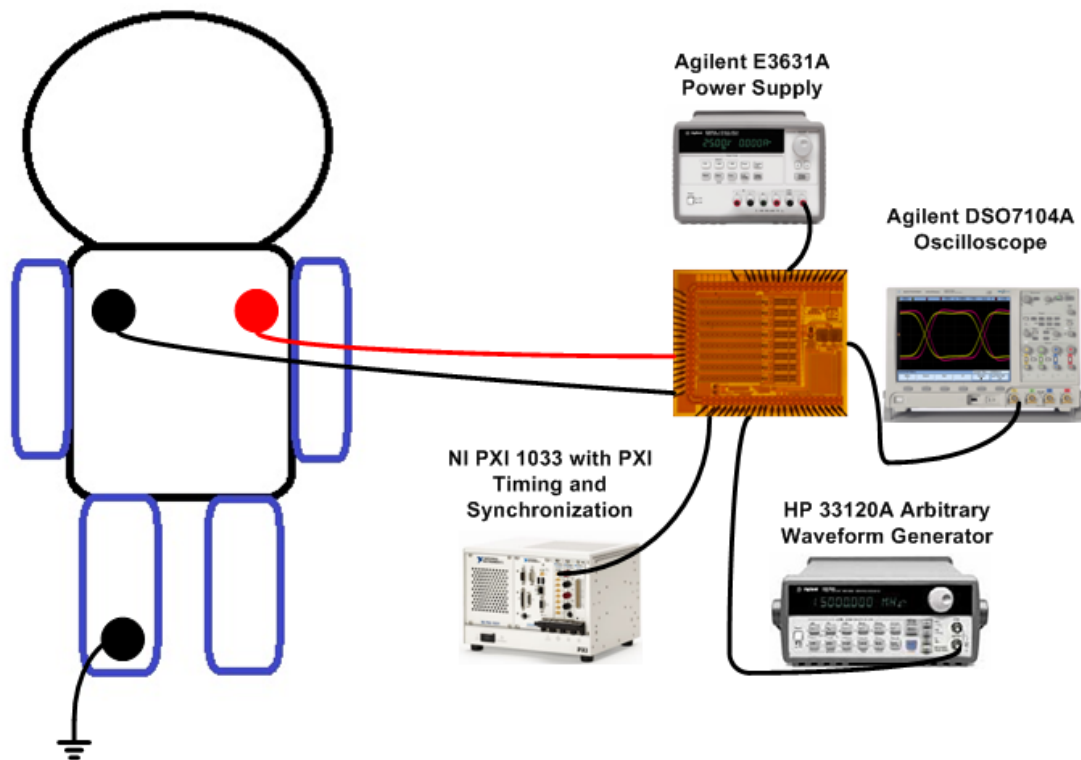 Agilent E3631A
Power Supply
Agilent DSO7104A
Oscilloscope
NI PXI 1033 with PXI
Timing and
Synchronization
PXI
HP 33120A Arbitrary
Waveform Generator